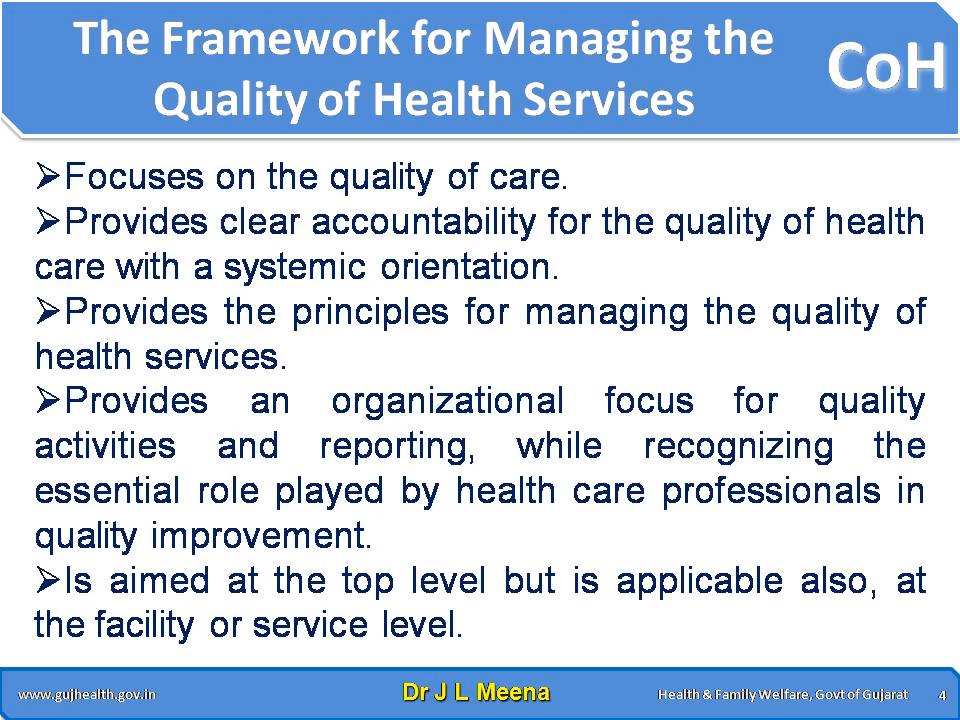 The Framework for Managing the
Quality of Health Services
CoH
➢Focuses on the quality of care.
➢Provides clear accountability for the quality of health
care with a systemic orientation.
➢Provides the principles for managing the quality of
health services.
➢Provides an organizational focus for quality
activities and reporting, while recognizing the
essential role played by health care professionals in
quality improvement.
➢Is aimed at the top level but is applicable also, at
the facility or service level.
www.gujhealth.gov.in
Dr J L Meena
Health & Family Welfare, Govt of Gujarat
4